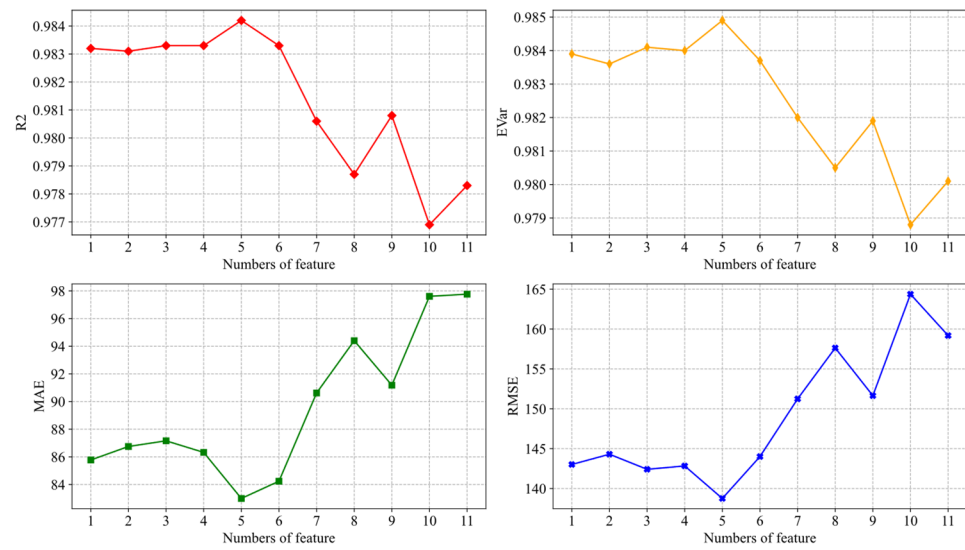 R2
0.984
0.983
0.982
0.981
0.980
0.979
0.978
0.977
1 2 3 4 5 6 7 8 9 10 11
Numbers of feature
EVar
0.985
0.984
0.983
0.982
0.981
0.980
0.979
1 2 3 4 5 6 7 8 9 10 11
Numbers of feature
MAE
98
96
94
92
90
88
86
84
1 2 3 4 5 6 7 8 9 10 11
Numbers of feature
RMSE
165
160
155
150
145
140
1 2 3 4 5 6 7 8 9 10 11
Numbers of feature